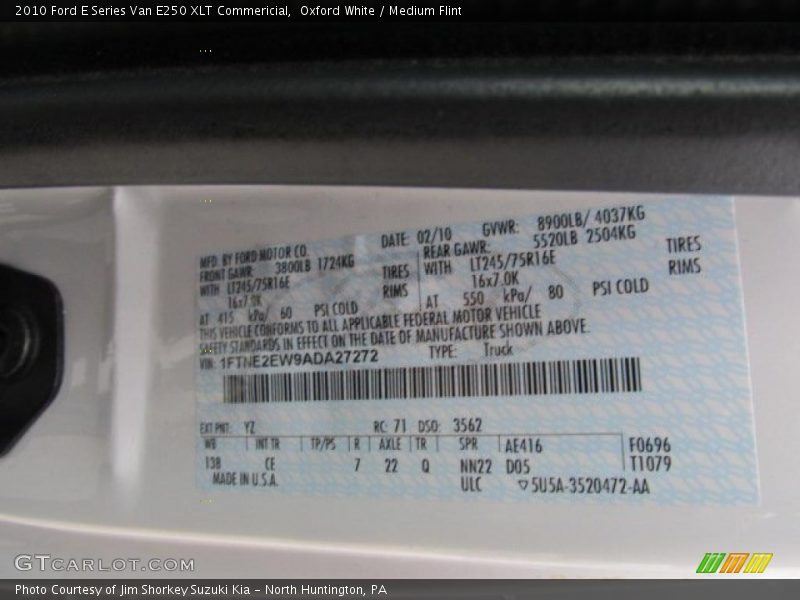 2010 Ford E Series Van E250 XLT Commericial,  Oxford White / Medium Flint
MFD. BY FORD MOTOR CO. DATE: 02/10 GVWR: 8900LB/ 4037KG
FRONT GAWR: 3800LB 1724KG REAR GAWR: 5520LB 2504KG
WITH LT245/75R16E TIRES WITH LT245/75R16E TIRES
16x7.0K RIMS 16x7.0K RIMS
AT 415 kPa/ 60 PSI COLD AT 550 kPa/ 80 PSI COLD
THIS VEHICLE CONFORMS TO ALL APPLICABLE FEDERAL MOTOR VEHICLE
SAFETY STANDARDS IN EFFECT ON THE DATE OF MANUFACTURE SHOWN ABOVE.
VIN: 1FTNE2EW9ADA27272 TYPE: Truck
EXT PNT: YZ RC: 71 DSO: 3562
WB INT TR TP/PS R AXLE TR SPR AE416 F0696
138 CE 7 22 Q NN22 D05 T1079
MADE IN U.S.A. ULC ▽5U5A-3520472-AA
GTCARLOT.COM
Photo Courtesy of Jim Shorkey Suzuki Kia - North Huntington, PA